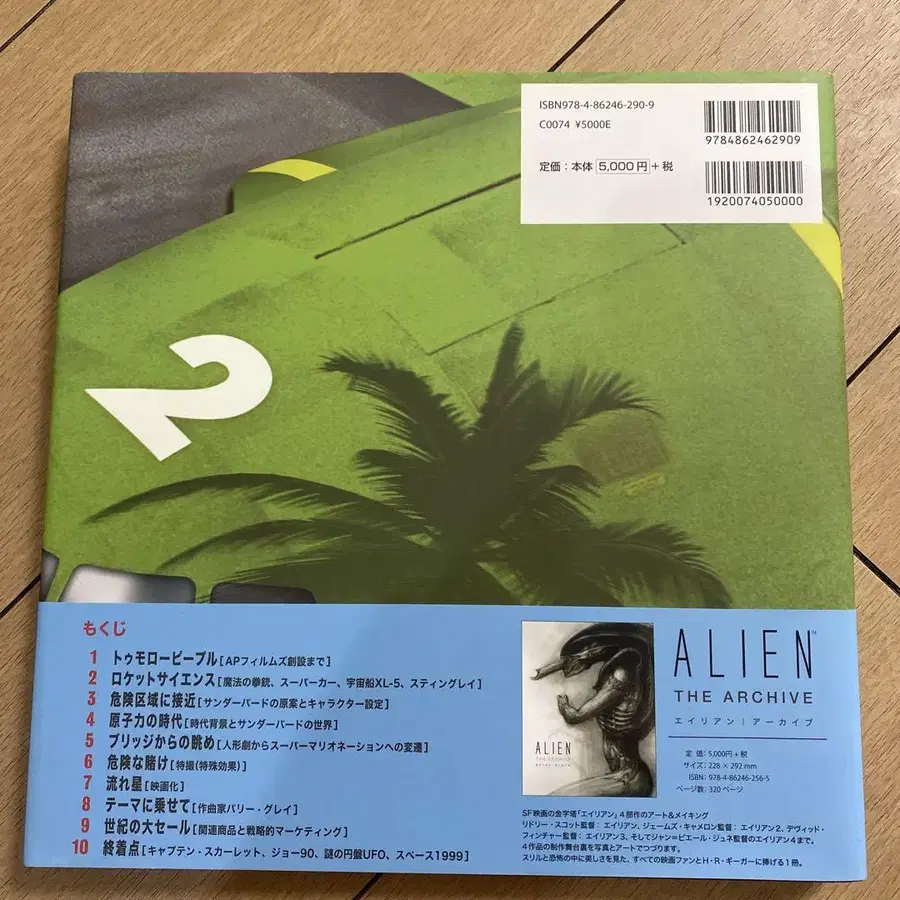 ISBN978-4-86246-290-9
C0074 ¥5000E
定価：本体 5,000円 ＋税
9784862462909
1920074050000
2
もくじ
1 トゥモローピープル [APフィルムズ創設まで]
2 ロケットサイエンス [魔法の拳銃、スーパーカー、宇宙船XL-5、スティングレイ]
3 危険区域に接近 [サンダーバードの原案とキャラクター設定]
4 原子力の時代 [時代背景とサンダーバードの世界]
5 ブリッジからの眺め [人形劇からスーパーマリオネーションへの変遷]
6 危険な賭け [特撮(特殊効果)]
7 流れ星 [映画化]
8 テーマに乗せて [作曲家バリー・グレイ]
9 世紀の大セール [関連商品と戦略的マーケティング]
10 終着点 [キャプテン・スカーレット、ジョー90、謎の円盤UFO、スペース1999]
ALIEN
THE ARCHIVE
ALIEN™
THE ARCHIVE
エイリアン｜アーカイブ
定 価: 5,000円＋税
サイズ: 228 × 292 mm
ISBN: 978-4-86246-256-5
ページ数: 320 ページ
SF映画の金字塔「エイリアン」4部作のアート&メイキング
リドリー・スコット監督：エイリアン、ジェームズ・キャメロン監督：エイリアン2、デヴィッド・
フィンチャー監督：エイリアン3、そしてジャン=ピエール・ジュネ監督のエイリアン4まで。
4作品の制作舞台裏を写真とアートでつづります。
スリルと恐怖の中に美しさを見た、すべての映画ファンとH・R・ギーガーに捧げる1冊。